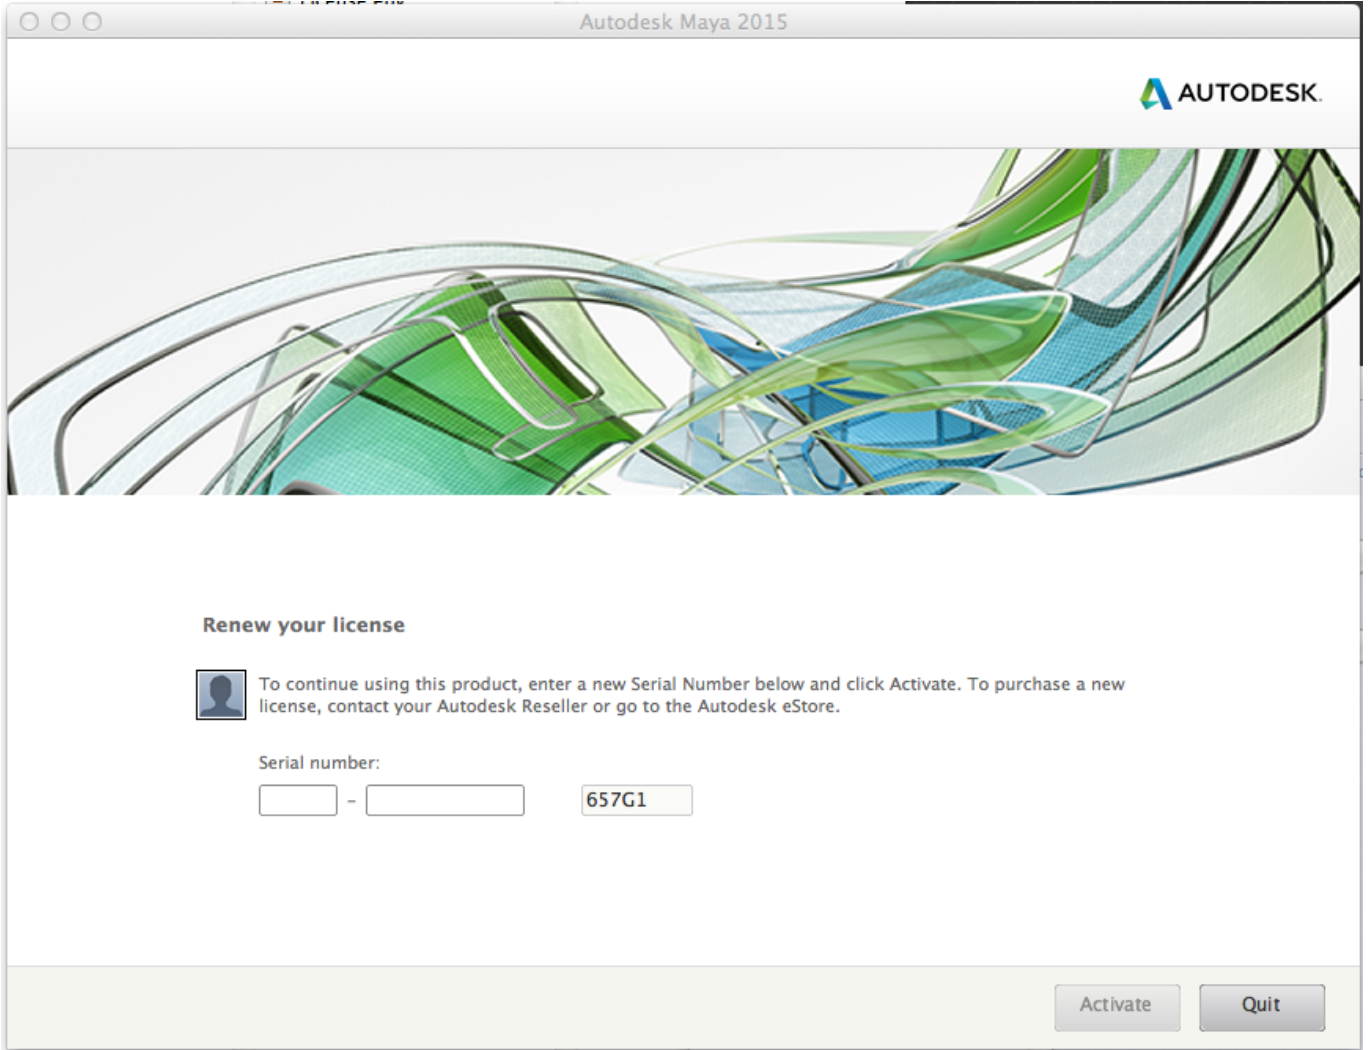 Autodesk Maya 2015
AUTODESK.
Renew your license
To continue using this product, enter a new Serial Number below and click Activate. To purchase a new
license, contact your Autodesk Reseller or go to the Autodesk eStore.
Serial number:
–
657G1
Activate
Quit